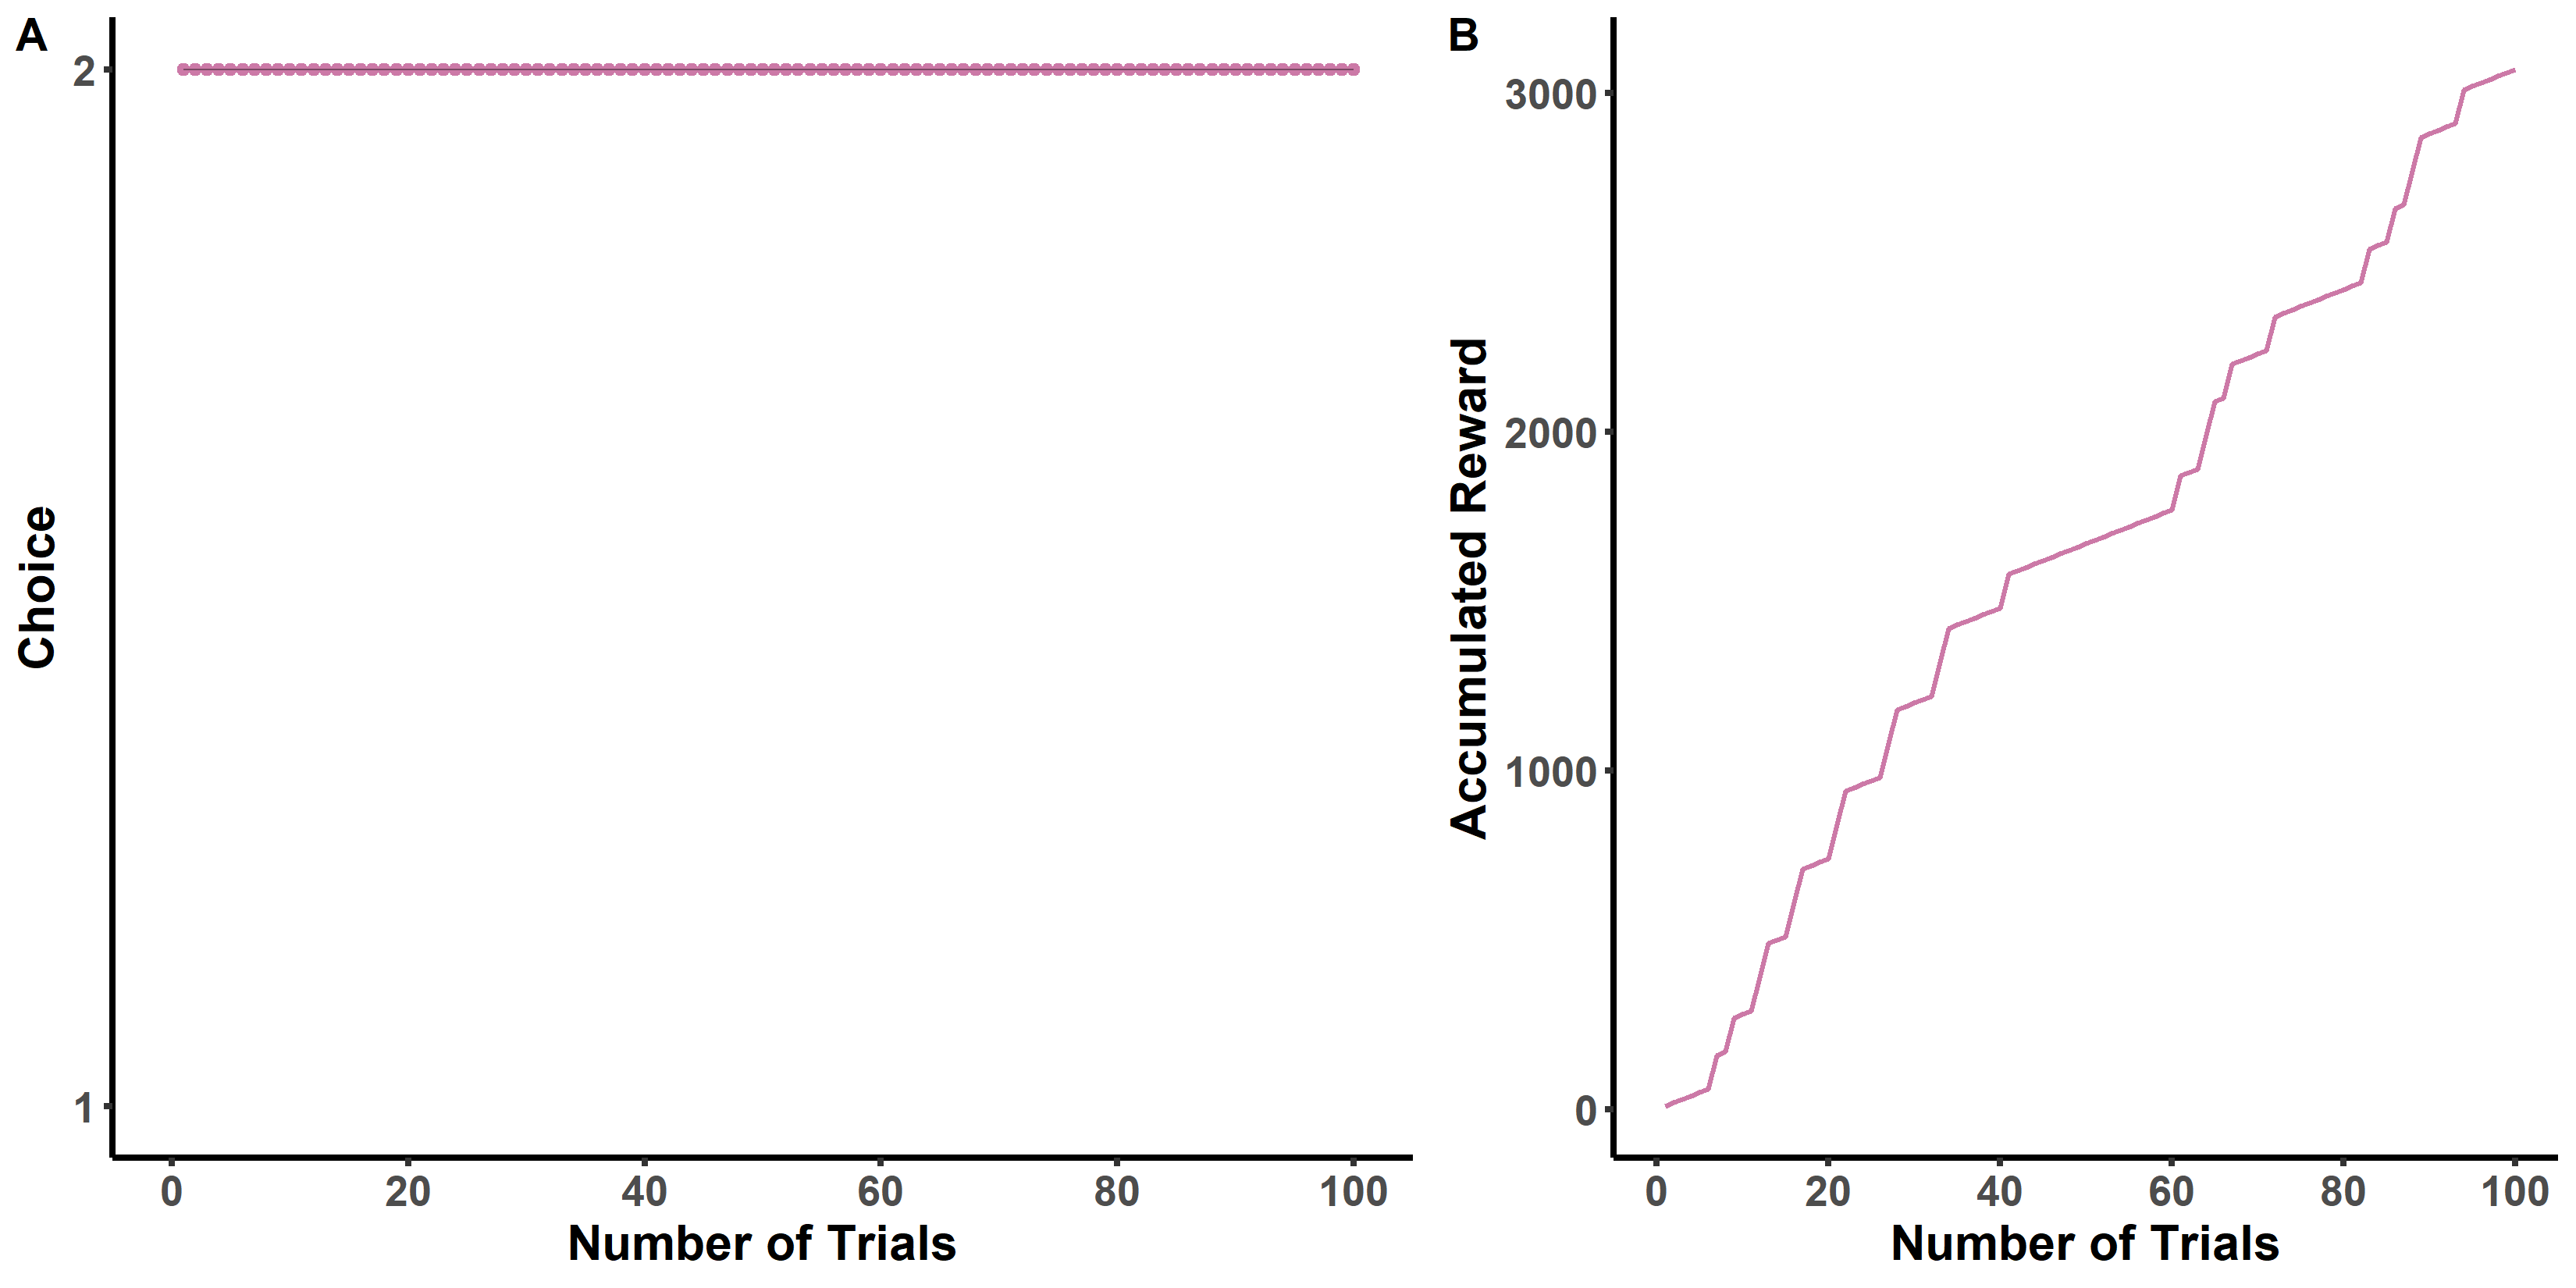 A
2
1
Choice
0 20 40 60 80 100
Number of Trials
B
3000
2000
1000
0
Accumulated Reward
0 20 40 60 80 100
Number of Trials